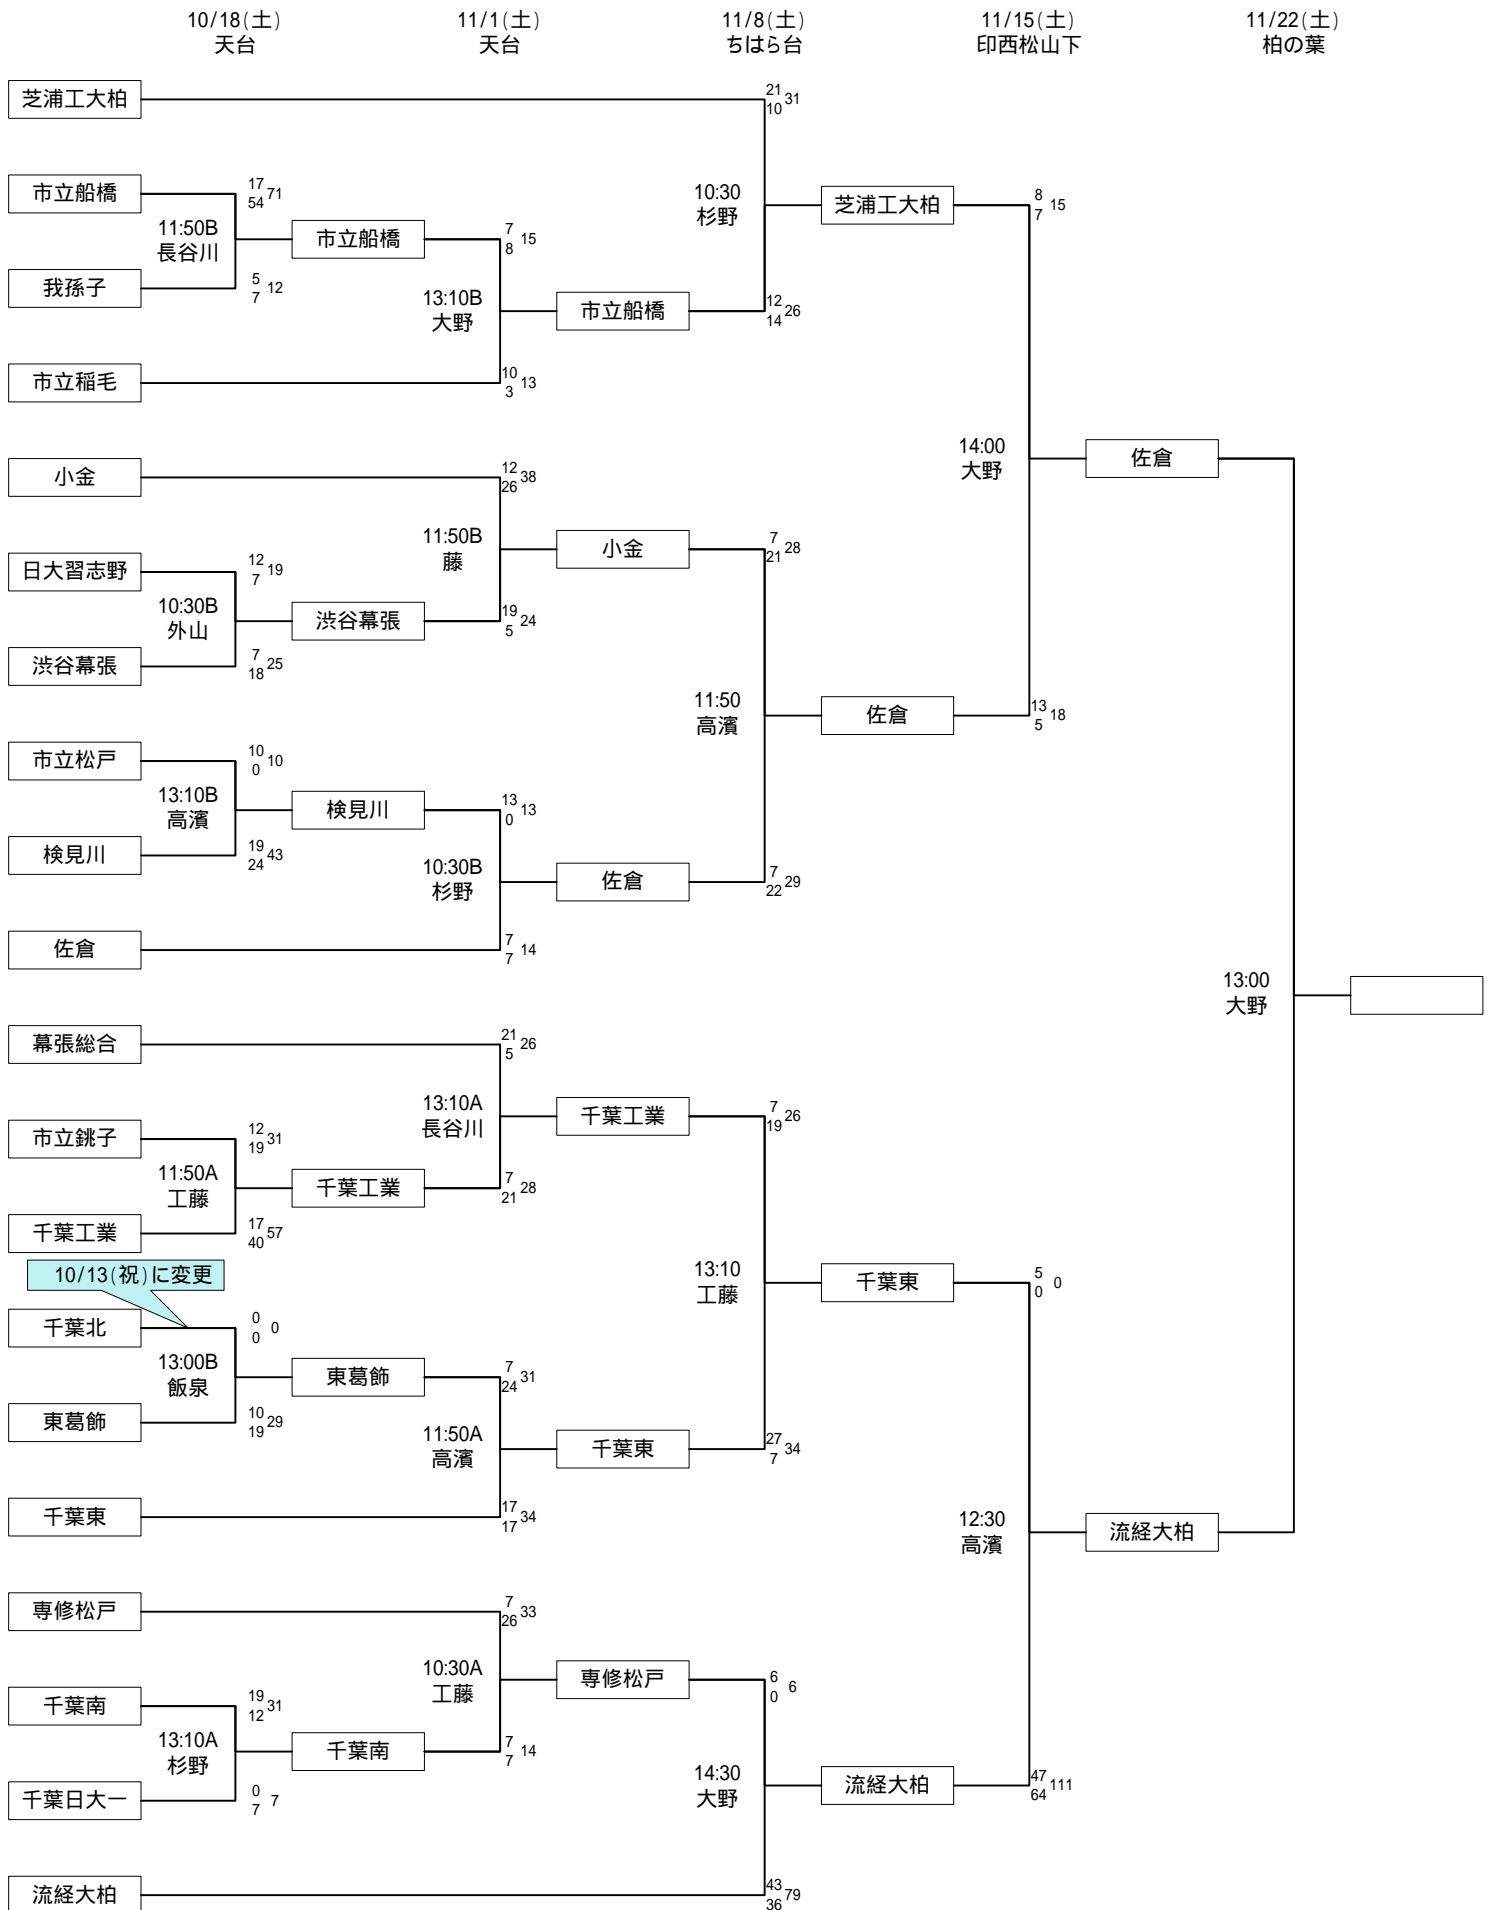 10/18(土) 11/1(土) 11/8(土) 11/15(土) 11/22(土)
天台 天台 ちはら台 印西松山下 柏の葉
芝浦工大柏
21
10 31
市立船橋
17
54 71
11:50B
長谷川
市立船橋
7
8 15
我孫子
5
7 12
13:10B
大野
市立船橋
12
14 26
10:30
杉野
芝浦工大柏
8
7 15
市立稲毛
10
3 13
小金
12
26 38
14:00
大野
佐倉
11:50B
藤
小金
7
21 28
日大習志野
12
7 19
10:30B
外山
渋谷幕張
19
5 24
渋谷幕張
7
18 25
11:50
高濱
佐倉
13
5 18
市立松戸
10
0 10
13:10B
高濱
検見川
13
0 13
検見川
19
24 43
10:30B
杉野
佐倉
7
22 29
佐倉
7
7 14
13:00
大野
幕張総合
21
5 26
13:10A
長谷川
千葉工業
7
19 26
市立銚子
12
19 31
11:50A
工藤
千葉工業
7
21 28
千葉工業
17
40 57
10/13(祝)に変更
13:10
工藤
千葉東
5
0 0
千葉北
0
0 0
13:00B
飯泉
東葛飾
7
24 31
東葛飾
10
19 29
11:50A
高濱
千葉東
27
7 34
千葉東
17
17 34
12:30
高濱
流経大柏
専修松戸
7
26 33
10:30A
工藤
専修松戸
6
0 6
千葉南
19
12 31
13:10A
杉野
千葉南
7
7 14
千葉日大一
0
7 7
14:30
大野
流経大柏
47
64 111
流経大柏
43
36 79